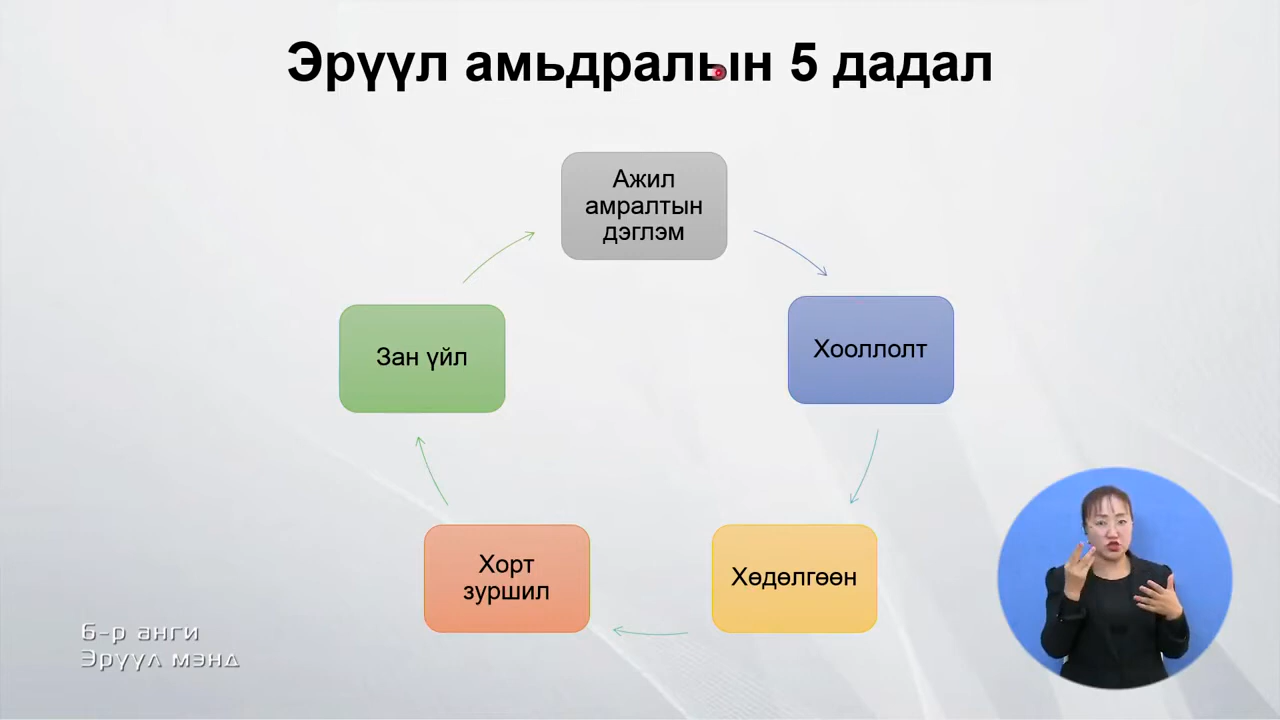 Эрүүл амьдралын 5 дадал
Ажил
амралтын
дэглэм
Хооллолт
Хөдөлгөөн
Хорт
зуршил
Зан үйл
6-р анги
Эрүүл мэнд